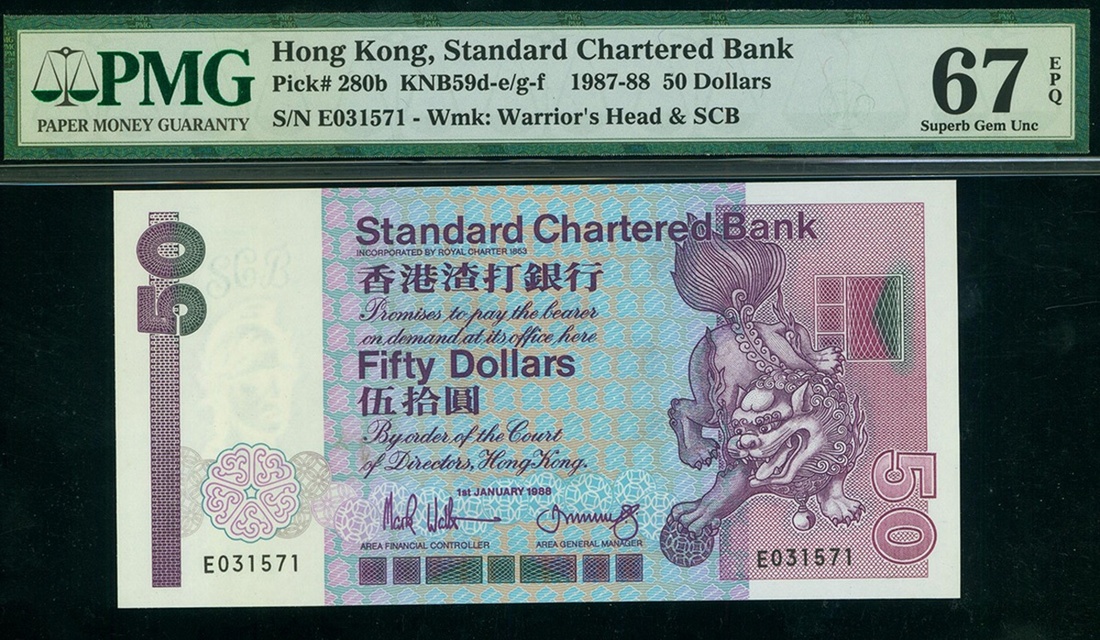 PMG
PAPER MONEY GUARANTY
Hong Kong, Standard Chartered Bank
Pick# 280b KNB59d-e/g-f 1987-88 50 Dollars
S/N E031571 - Wmk: Warrior's Head & SCB
67
EPQ
Superb Gem Unc
50
Standard Chartered Bank
INCORPORATED BY ROYAL CHARTER 1853
香港渣打銀行
Promises to pay the bearer
on demand at its office here
Fifty Dollars
伍拾圓
By order of the Court
of Directors, Hong Kong.
1st JANUARY 1988
AREA FINANCIAL CONTROLLER
AREA GENERAL MANAGER
E031571
E031571
50